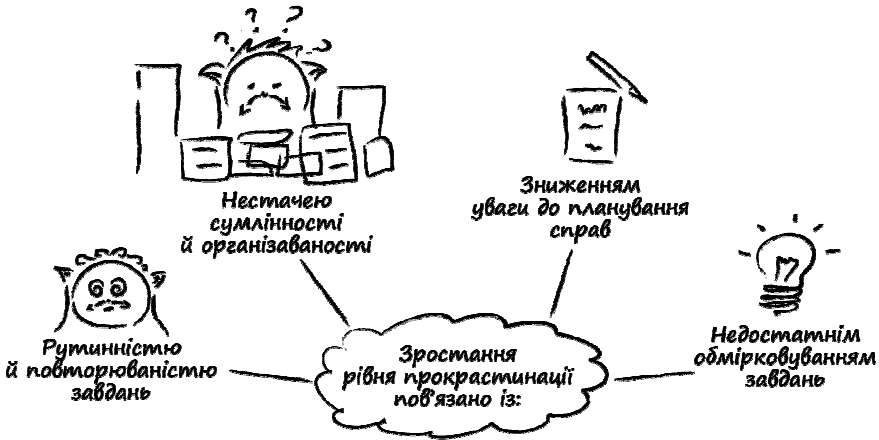 Нестачею
сумлінності
й організаваності
Зниженням
уваги до планування
справ
Рутинністю
й повторюваністю
завдань
Недостатнім
обмірковуванням
завдань
Зростання
рівня прокрастинації
пов'язано із: